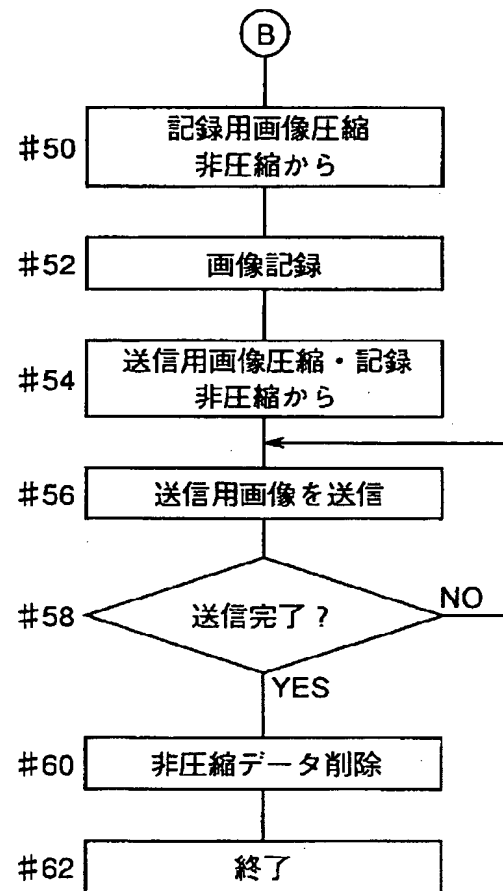 B
#50
記録用画像圧縮
非圧縮から
#52
画像記録
#54
送信用画像圧縮・記録
非圧縮から
#56
送信用画像を送信
#58
送信完了?
NO
YES
#60
非圧縮データ削除
#62
終了